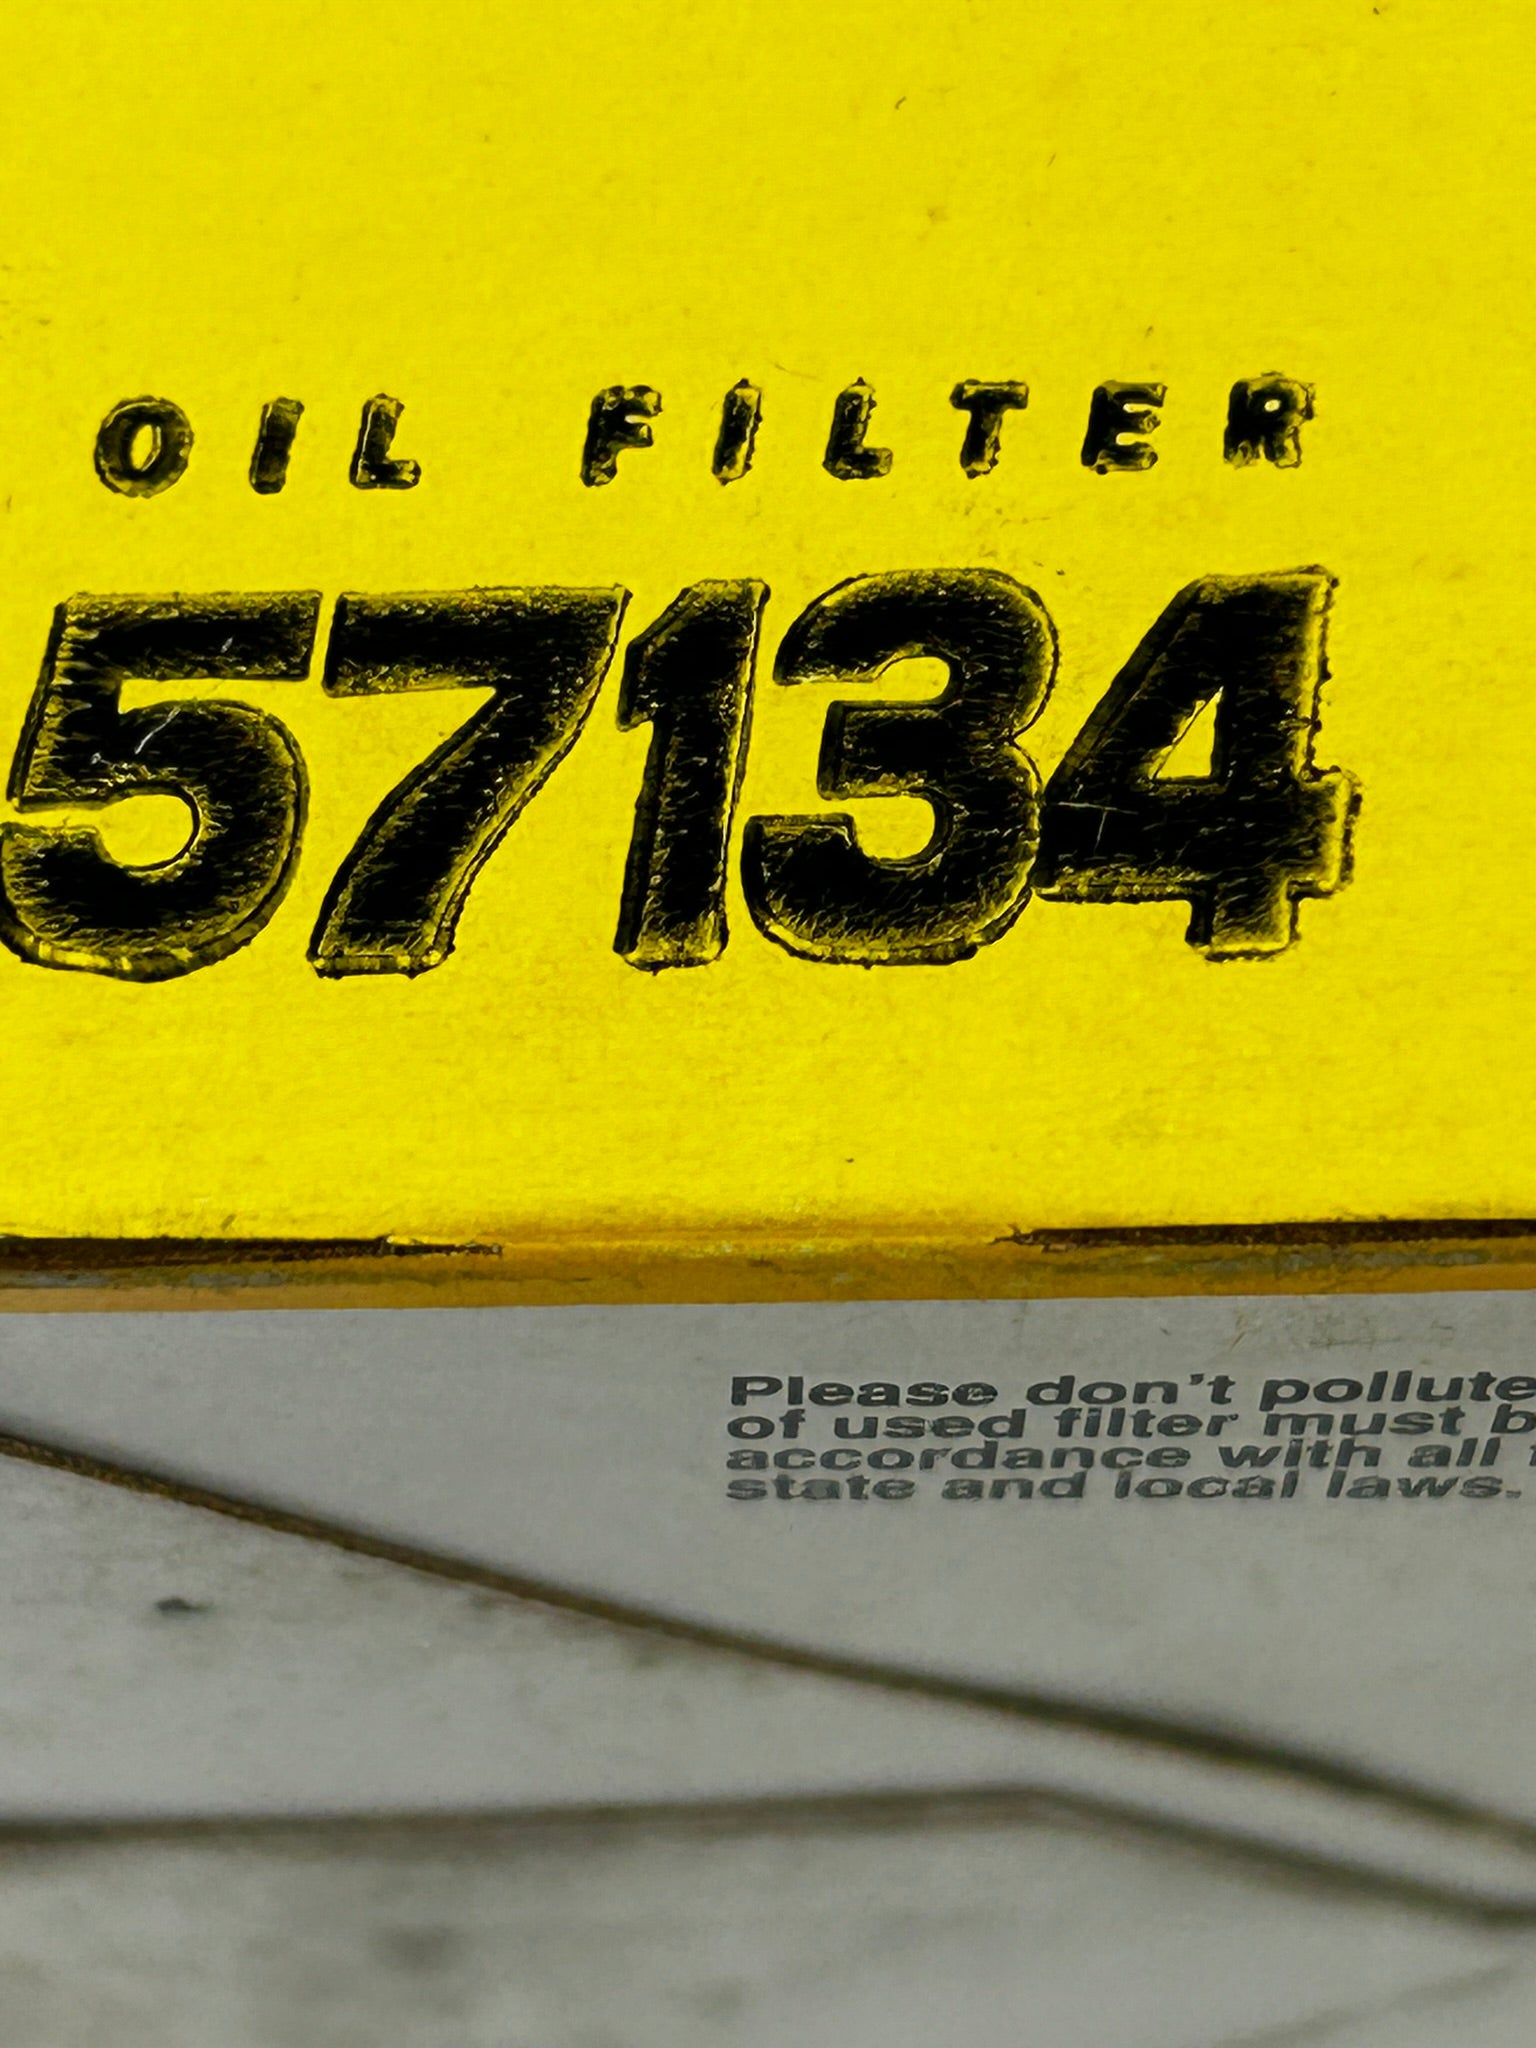 OIL FILTER
57134
Please don't pollute
of used filter must b
accordance with all
state and local laws.